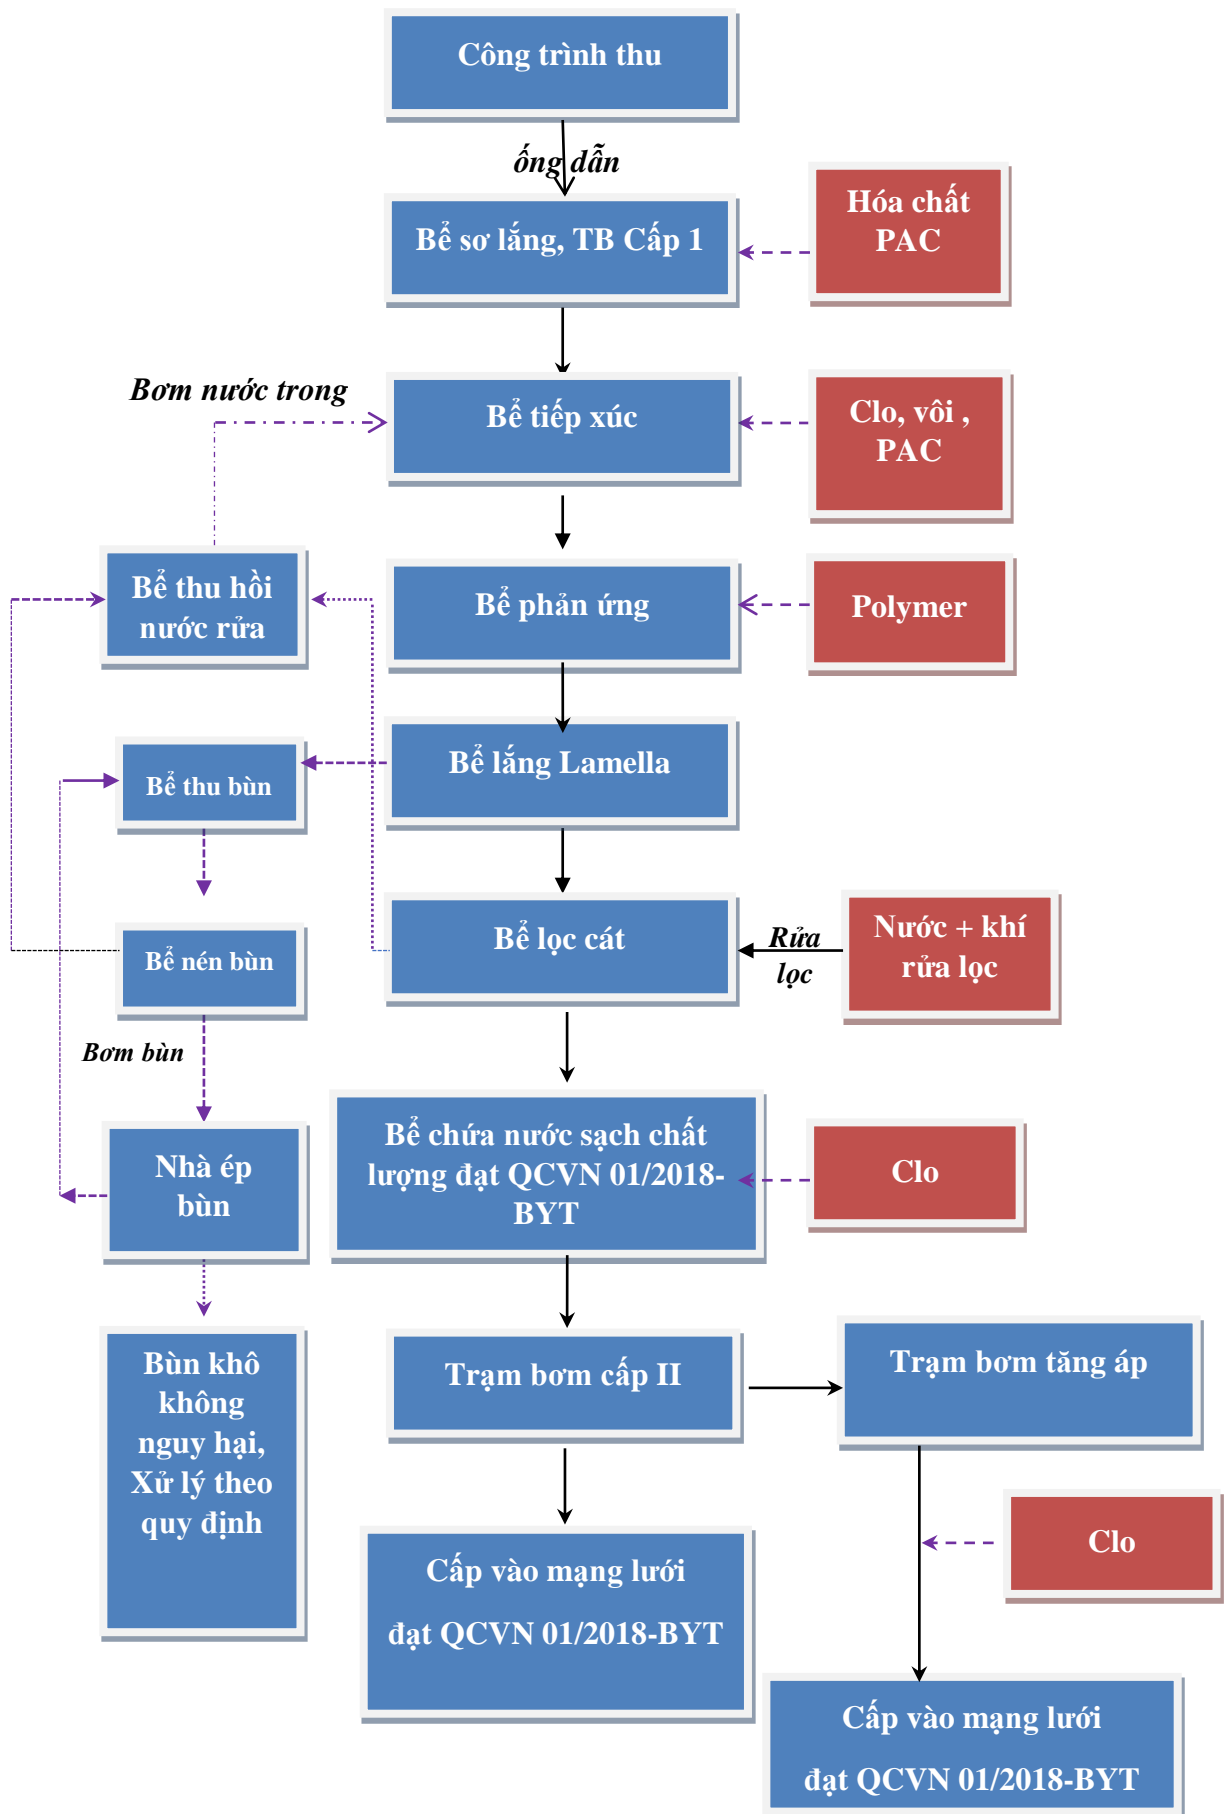 Công trình thu
ống dẫn
Bể sơ lắng, TB Cấp 1
Hóa chất
PAC
Bơm nước trong
Bể tiếp xúc
Clo, vôi ,
PAC
Bể thu hồi
nước rửa
Bể phản ứng
Polymer
Bể thu bùn
Bể lắng Lamella
Bể nén bùn
Bể lọc cát
Rửa
lọc
Nước + khí
rửa lọc
Bơm bùn
Nhà ép
bùn
Bể chứa nước sạch chất
lượng đạt QCVN 01/2018-
BYT
Clo
Bùn khô
không
nguy hại,
Xử lý theo
quy định
Trạm bơm cấp II
Trạm bơm tăng áp
Clo
Cấp vào mạng lưới
đạt QCVN 01/2018-BYT
Cấp vào mạng lưới
đạt QCVN 01/2018-BYT